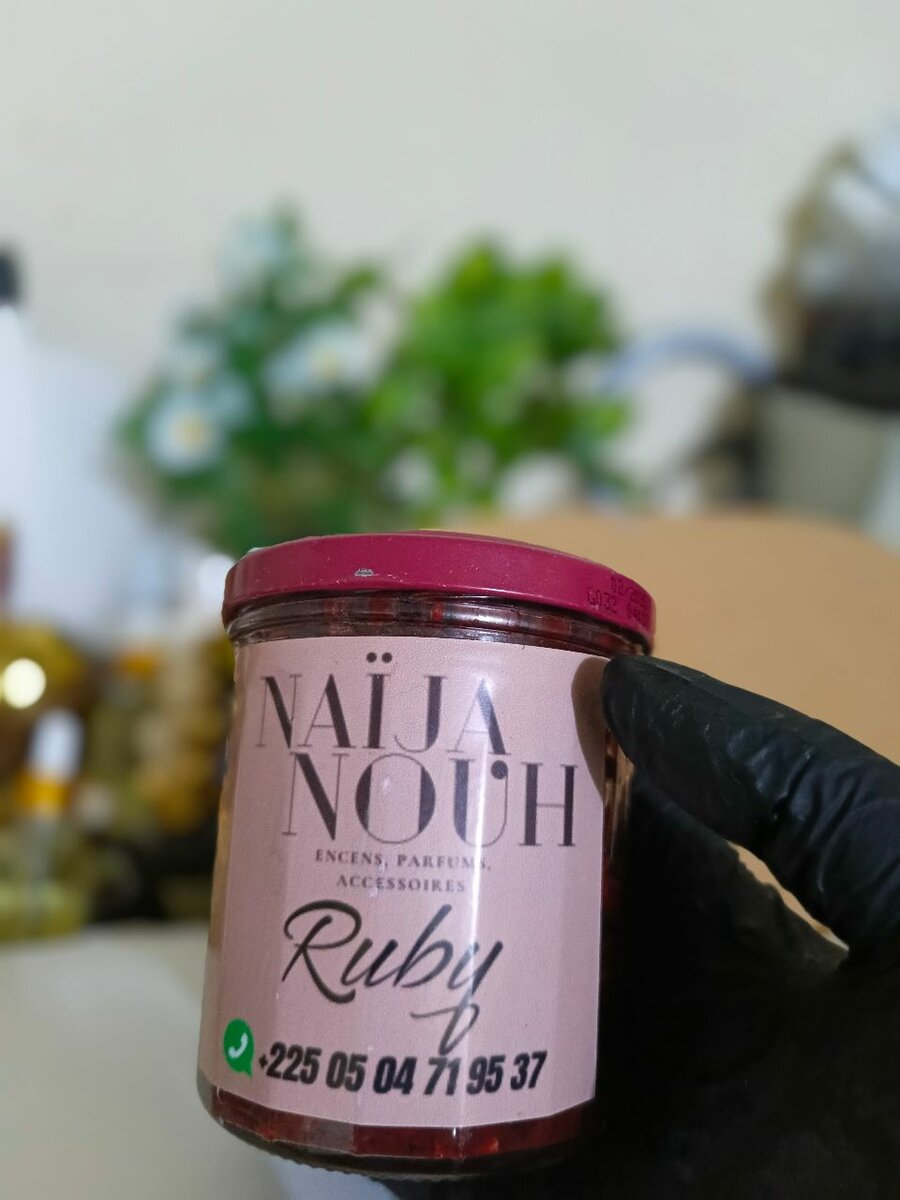 NAÏJA
NOUH
ENCENS, PARFUMS,
ACCESSOIRES
Ruby
+225 05 04 71 95 37